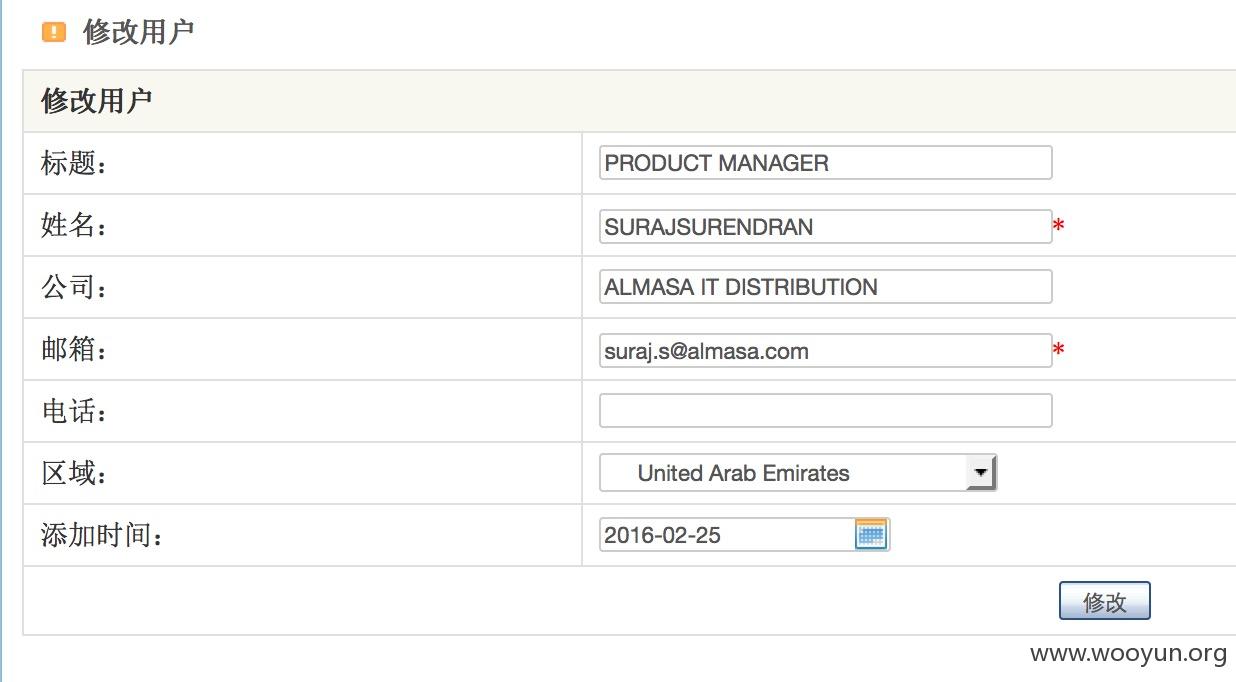 修改用户
修改用户
标题： PRODUCT MANAGER
姓名： SURAJSURENDRAN *
公司： ALMASA IT DISTRIBUTION
邮箱： suraj.s@almasa.com *
电话：
区域： United Arab Emirates
添加时间： 2016-02-25
修改
www.wooyun.org